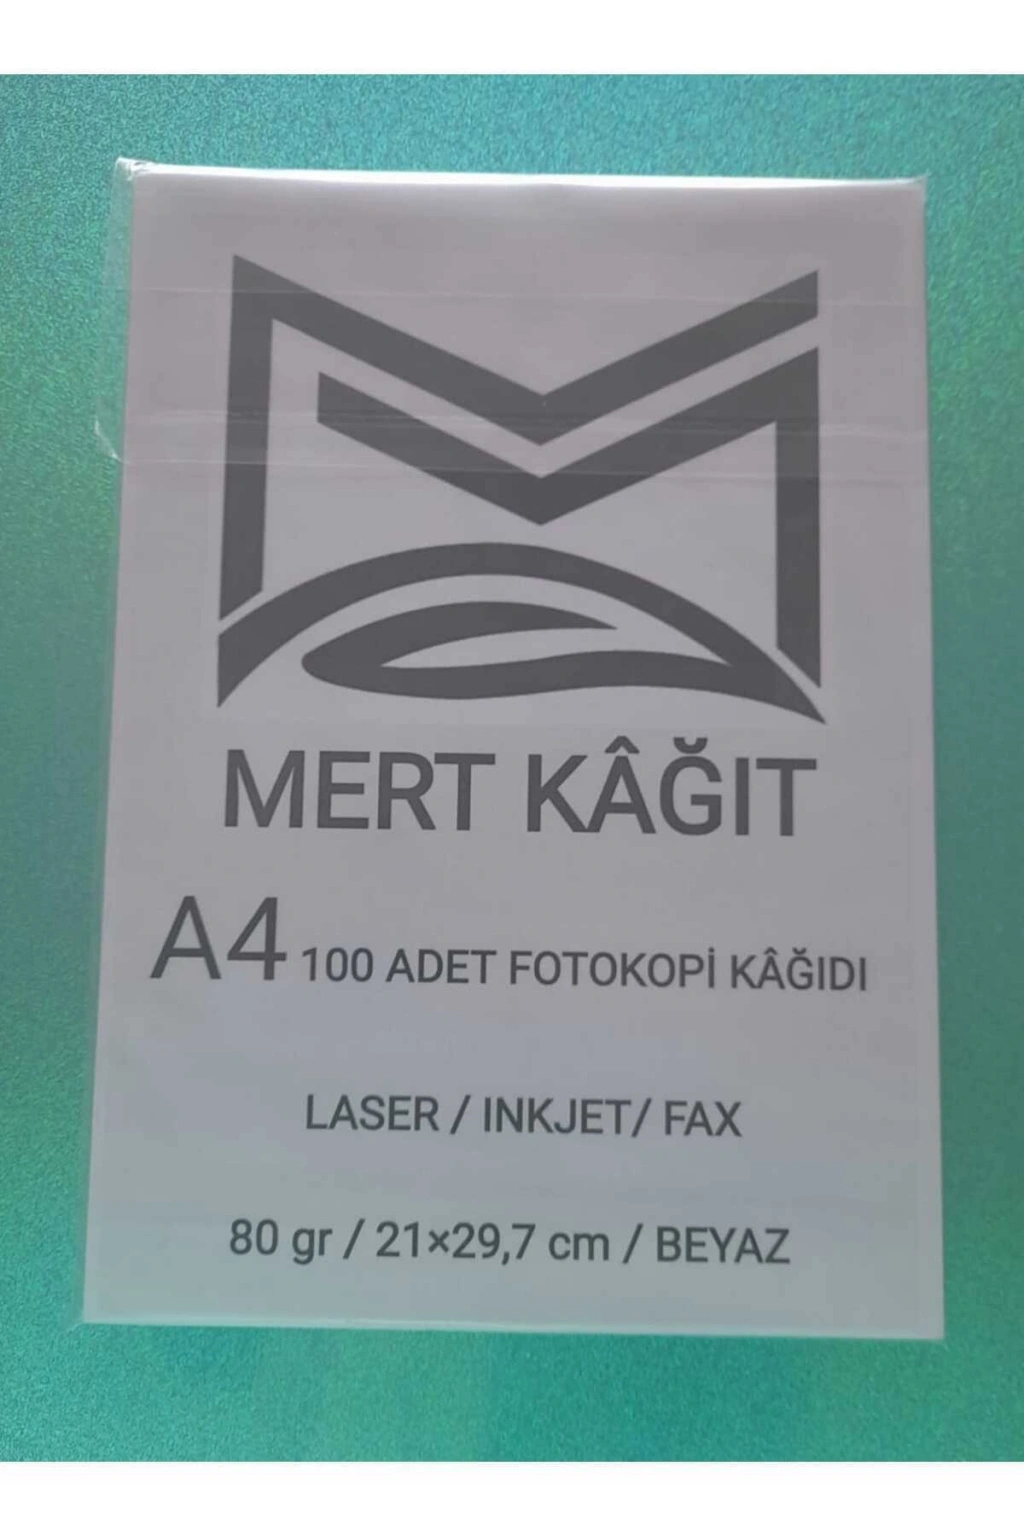 MERT KÂĞIT
A4 100 ADET FOTOKOPİ KÂĞIDI
LASER / INKJET/ FAX
80 gr / 21×29,7 cm / BEYAZ